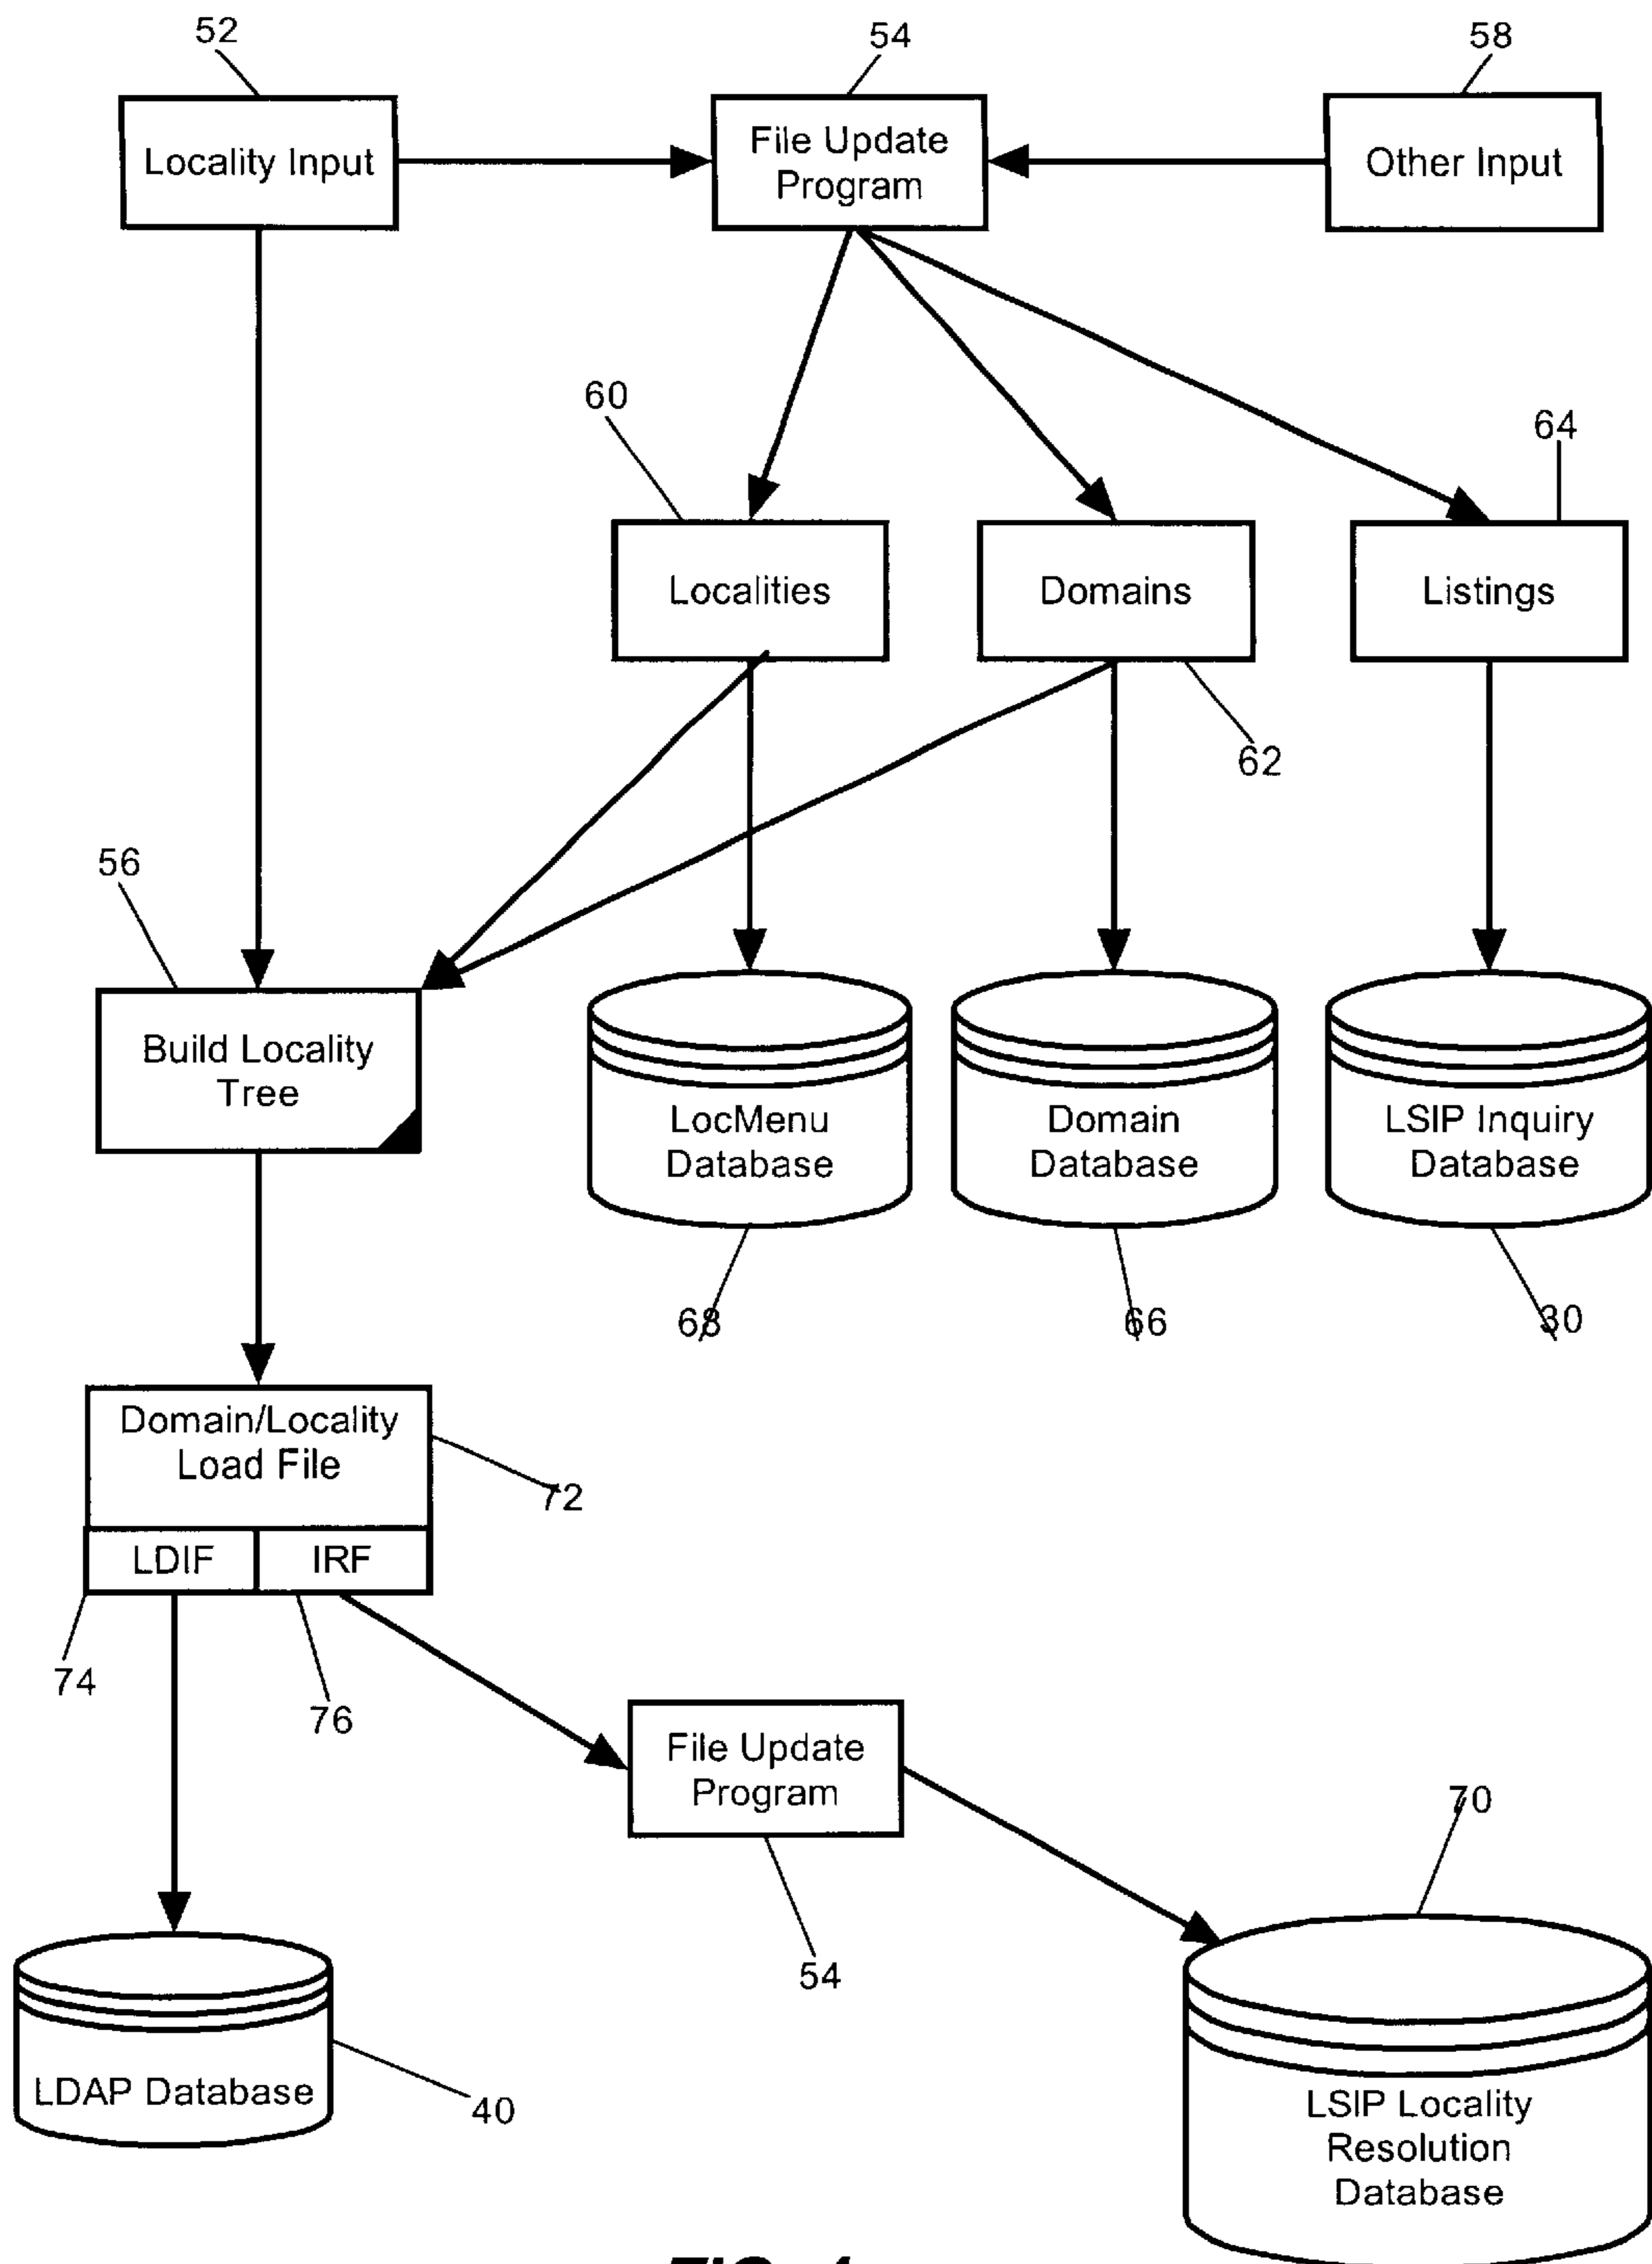 52
54
58
Locality Input
File Update
Program
Other Input
60
64
Localities
Domains
Listings
62
56
Build Locality
Tree
LocMenu
Database
Domain
Database
LSIP Inquiry
Database
68
66
30
Domain/Locality
Load File
72
LDIF
IRF
74
76
File Update
Program
70
54
LDAP Database
40
LSIP Locality
Resolution
Database